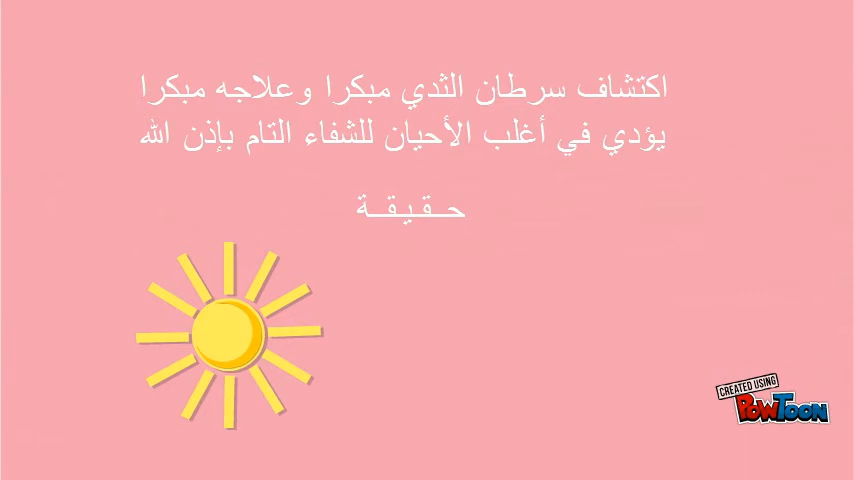 اكتشاف سرطان الثدي مبكرا وعلاجه مبكرا
يؤدي في أغلب الأحيان للشفاء التام بإذن الله
حـقـيـقـة
CREATED USING
POWTOON